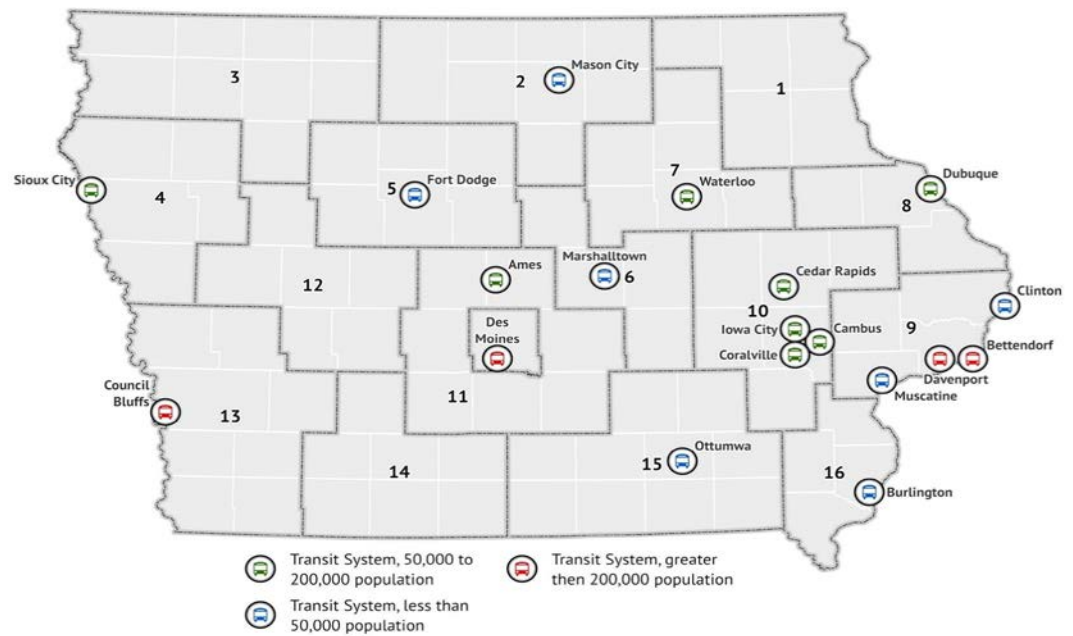 3
2
Mason City
1
Sioux City
4
5
Fort Dodge
7
Waterloo
Dubuque
8
12
Ames
Marshalltown
6
Cedar Rapids
10
Iowa City
Cambus
Coralville
9
Clinton
Bettendorf
Davenport
Muscatine
Des
Moines
11
Council
Bluffs
13
14
15
Ottumwa
16
Burlington
Transit System, 50,000 to
200,000 population
Transit System, greater
then 200,000 population
Transit System, less than
50,000 population